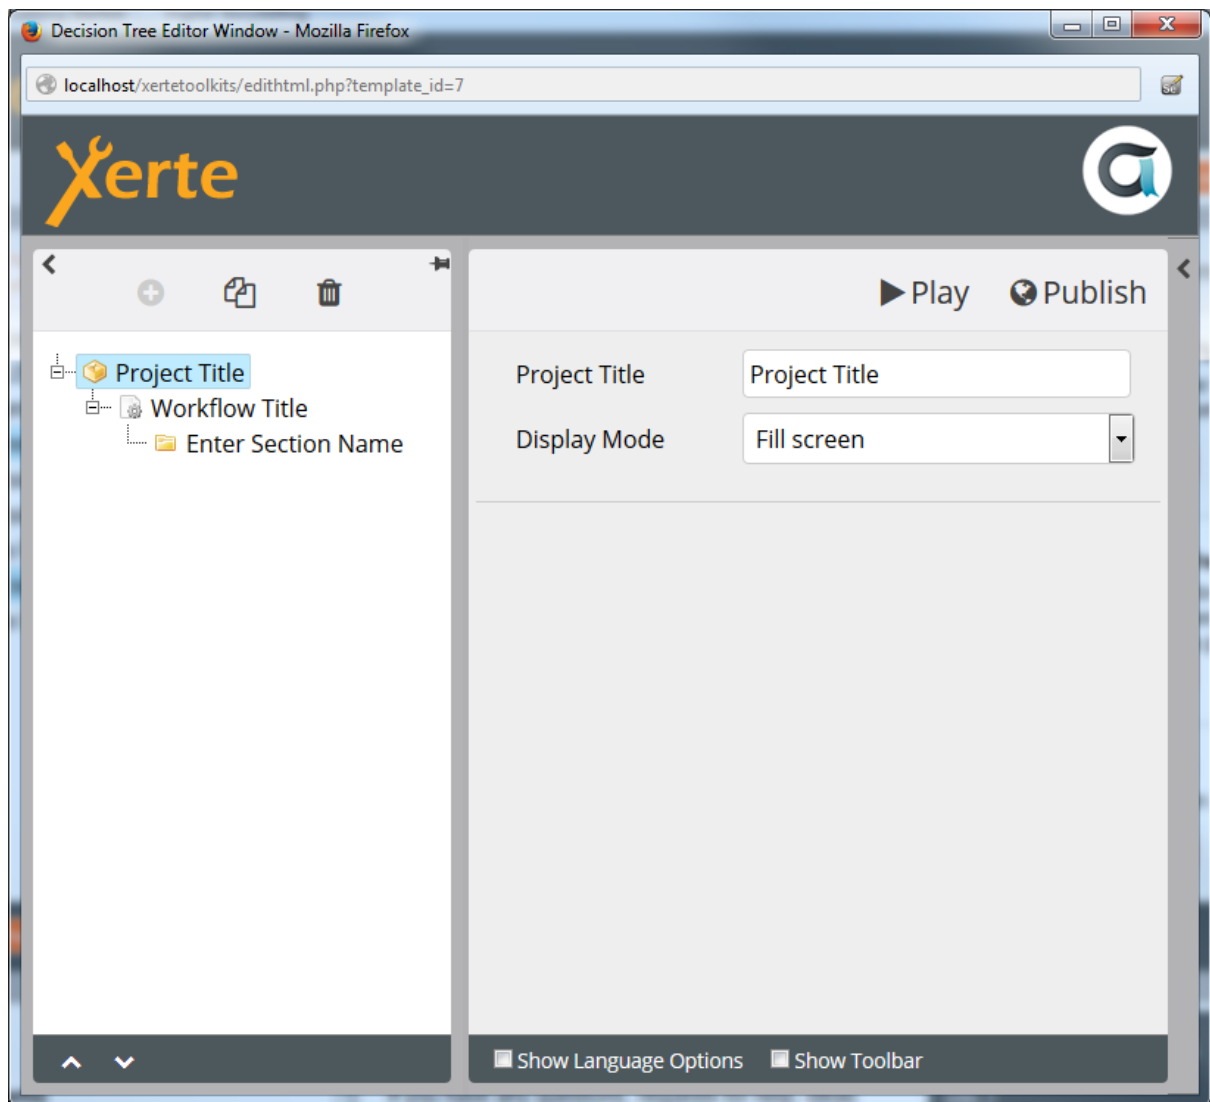 Decision Tree Editor Window - Mozilla Firefox
localhost/xertetoolkits/edithtml.php?template_id=7
Xerte
Play Publish
Project Title
Workflow Title
Enter Section Name
Project Title Project Title
Display Mode Fill screen
Show Language Options Show Toolbar